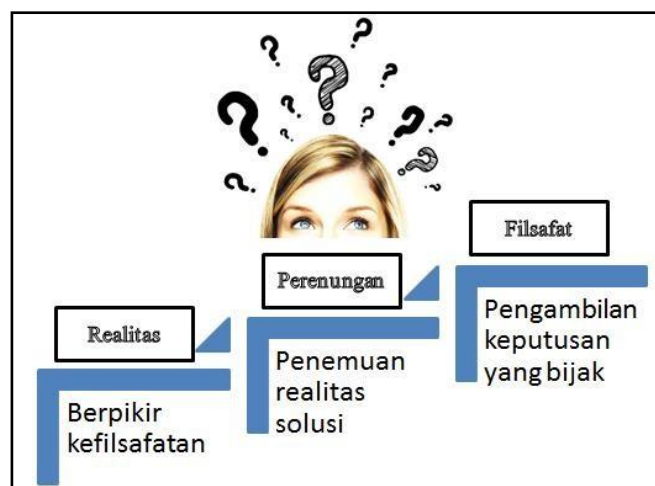 Realitas
Berpikir
kefilsafatan
Perenungan
Penemuan
realitas
solusi
Filsafat
Pengambilan
keputusan
yang bijak